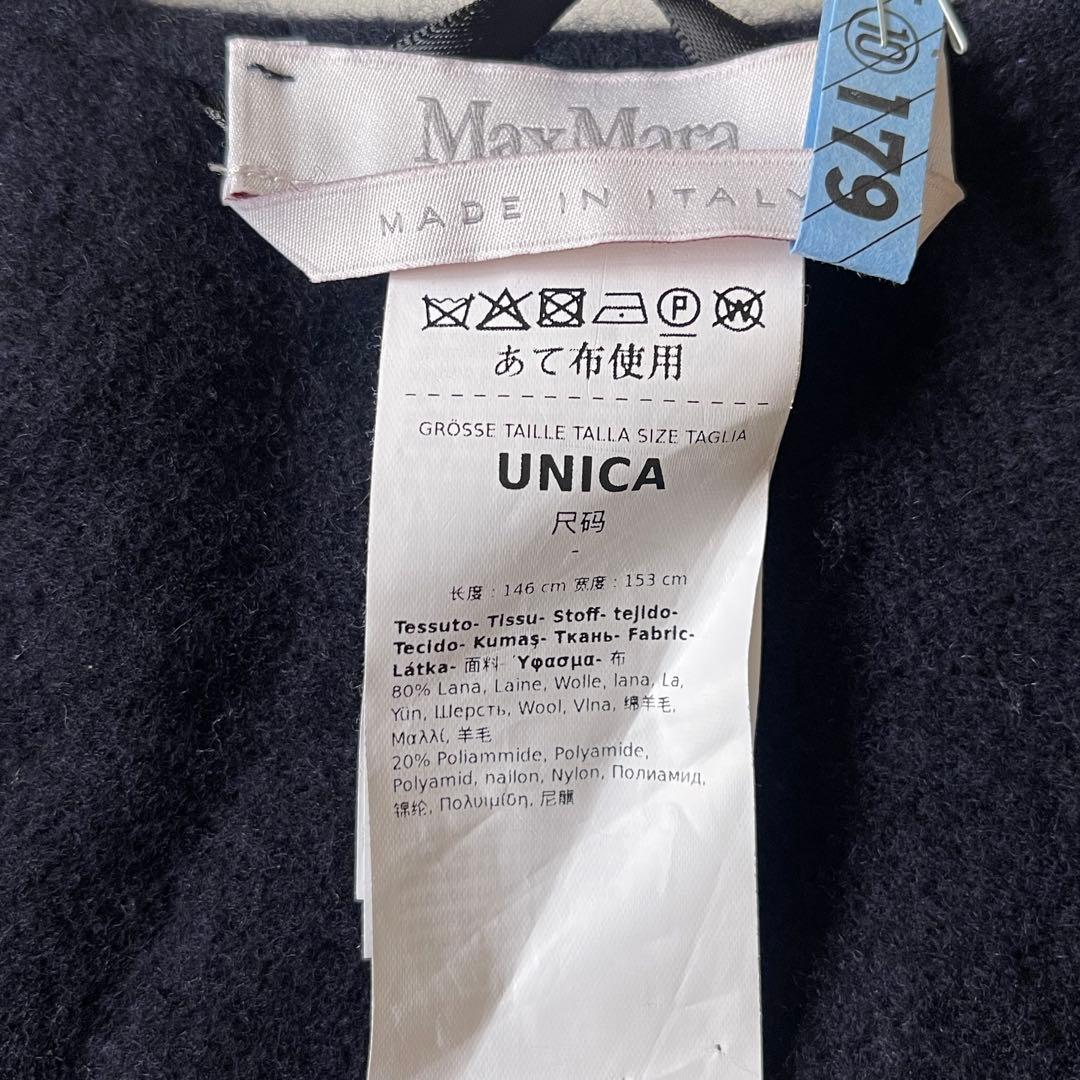 MaxMara
MADE IN ITALY
10
179
P
W
あて布使用
GRÖSSE TAILLE TALLA SIZE TAGLIA
UNICA
尺码
-
长度 : 146 cm 宽度 : 153 cm
Tessuto- Tissu- Stoff- tejido-
Tecido- Kumaş- Ткань- Fabric-
Látka- 面料- Ύφασμα- 布
80% Lana, Laine, Wolle, lana, La,
Yün, Шерсть, Wool, Vlna, 绵羊毛,
Μαλλί, 羊毛
20% Poliammide, Polyamide,
Polyamid, nailon, Nylon, Полиамид,
锦纶, Πολυιμίδη, 尼龍